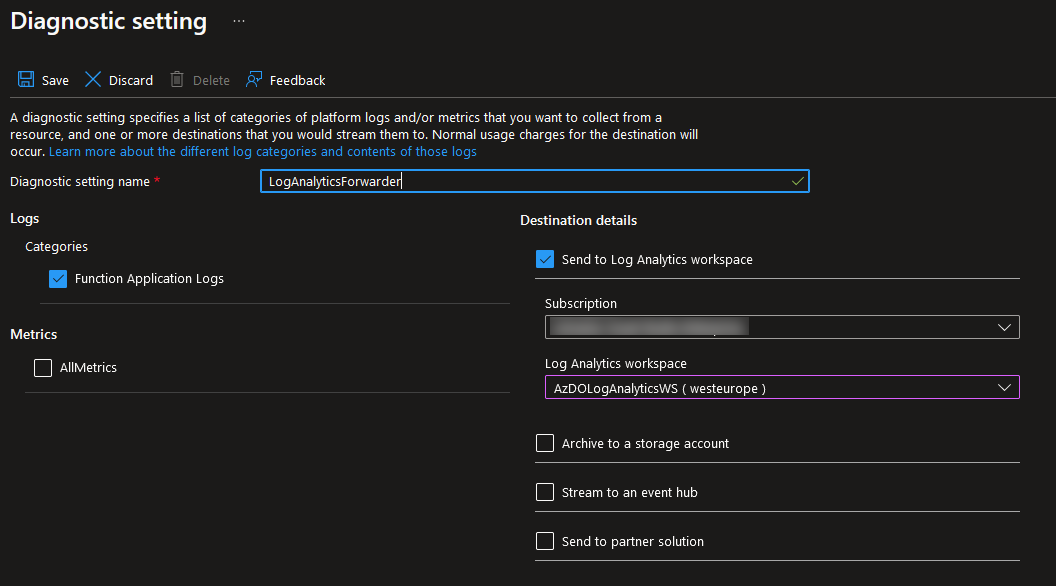 Diagnostic setting ...
Save Discard Delete Feedback
A diagnostic setting specifies a list of categories of platform logs and/or metrics that you want to collect from a
resource, and one or more destinations that you would stream them to. Normal usage charges for the destination will
occur. Learn more about the different log categories and contents of those logs
Diagnostic setting name * LogAnalyticsForwarder
Logs
Categories
Function Application Logs
Metrics
AllMetrics
Destination details
Send to Log Analytics workspace
Subscription
Log Analytics workspace
AzDOLogAnalyticsWS ( westeurope )
Archive to a storage account
Stream to an event hub
Send to partner solution